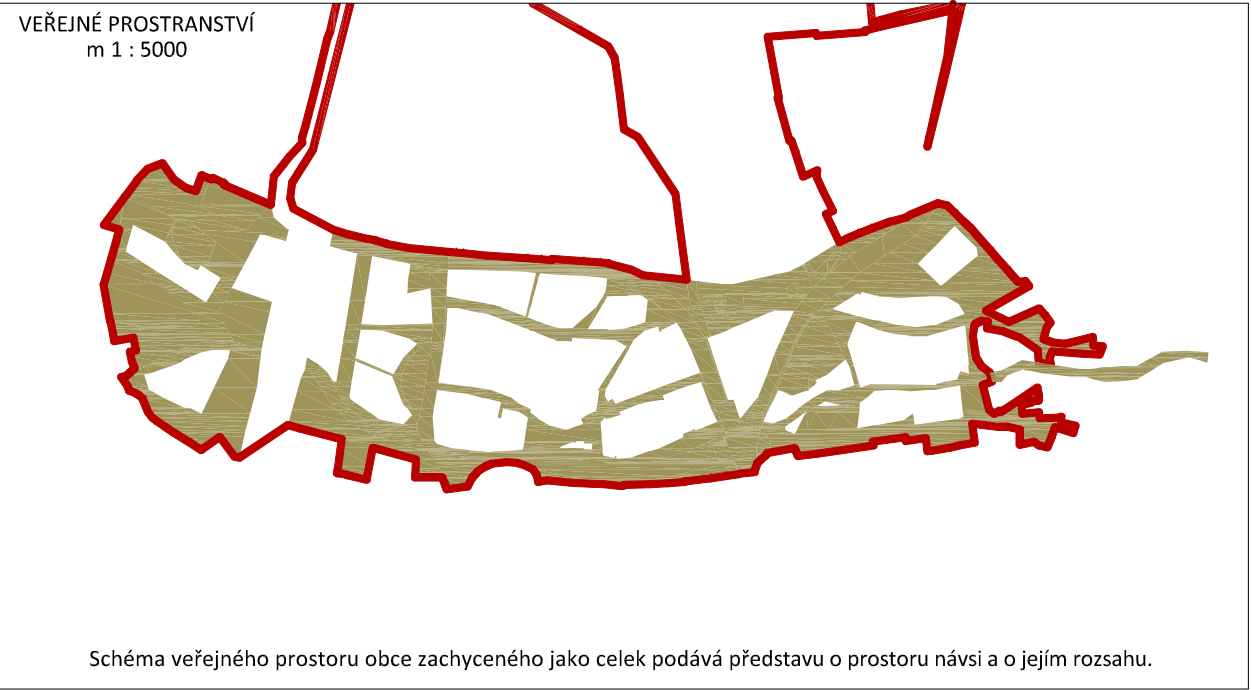 VEŘEJNÉ PROSTRANSTVÍ
m 1 : 5000
Schéma veřejného prostoru obce zachyceného jako celek podává představu o prostoru návsi a o jejím rozsahu.